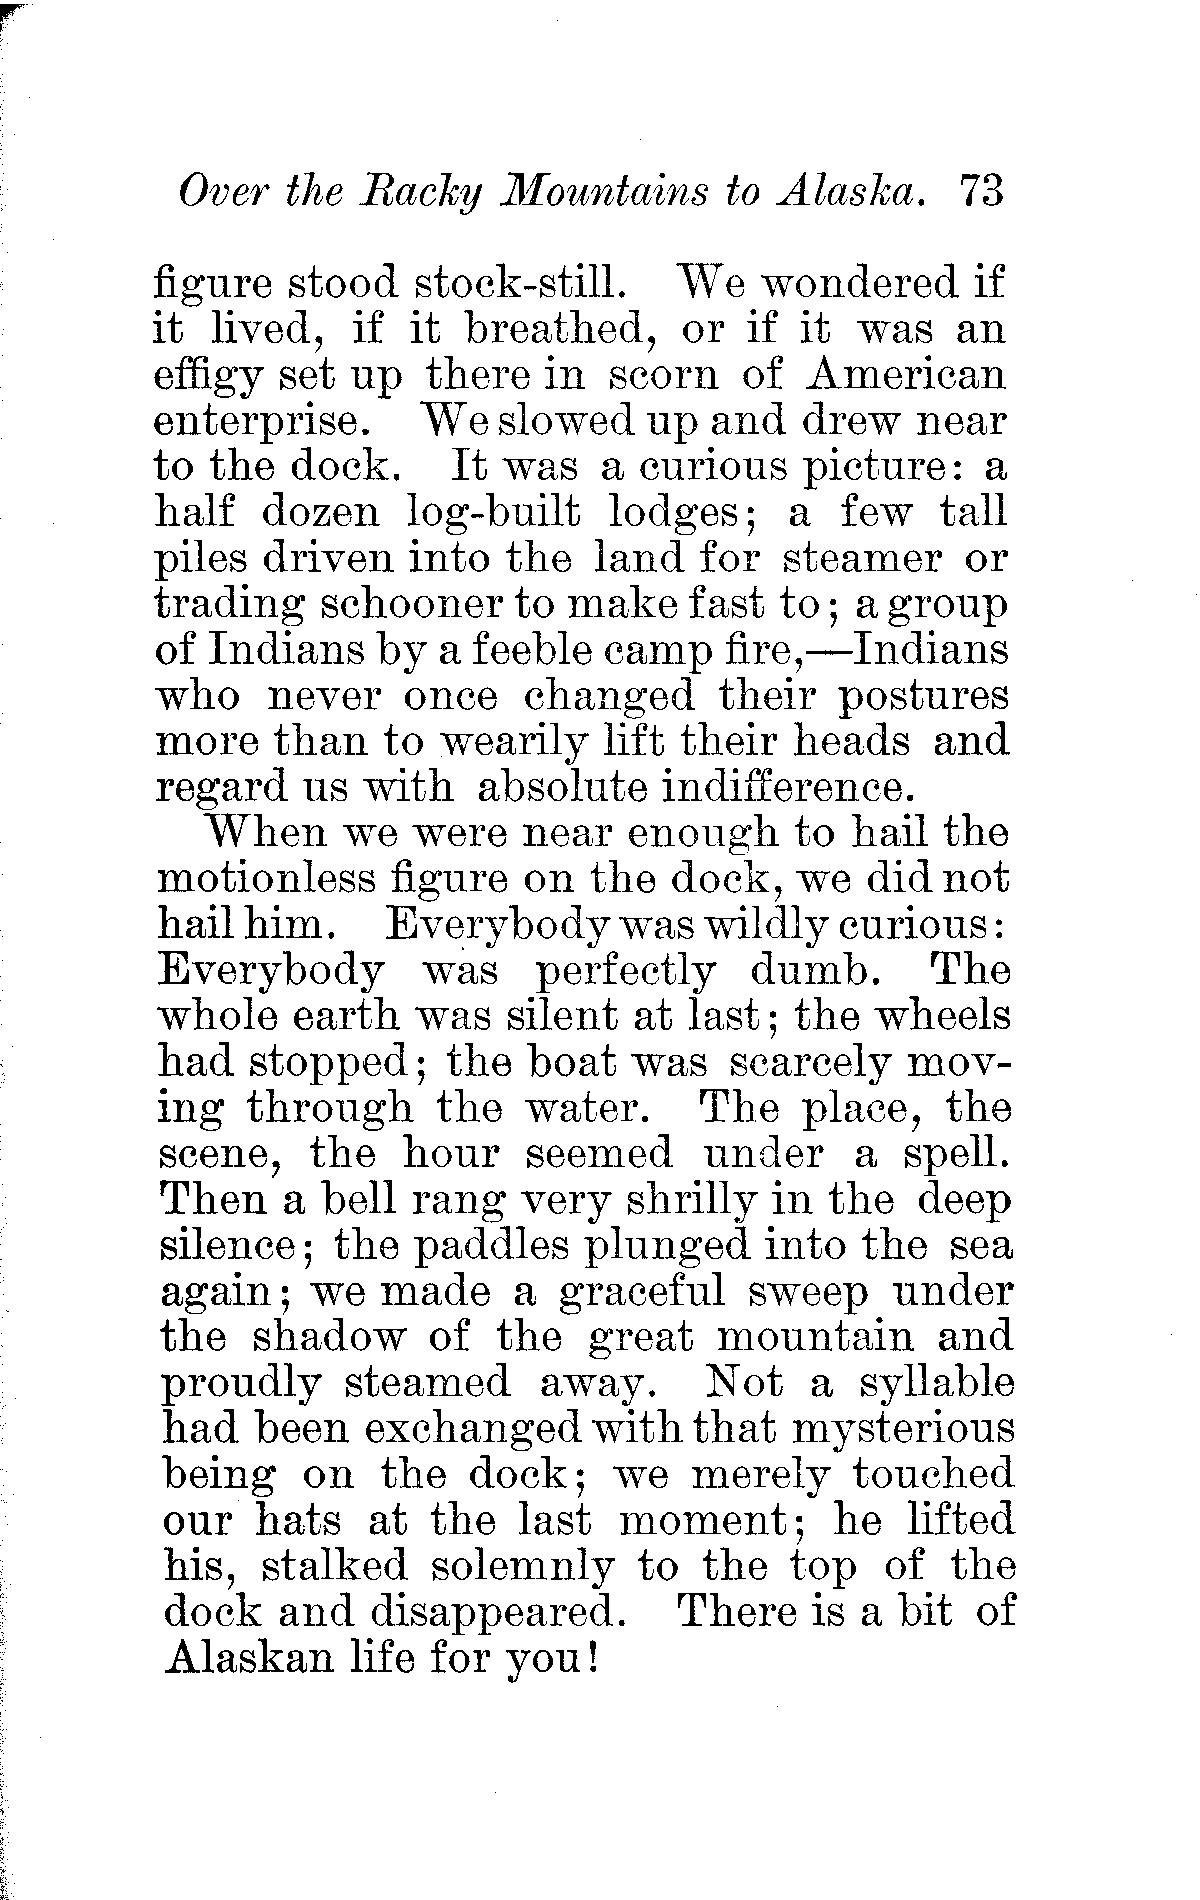 Over the Racky Mountains to Alaska. 73
figure stood stock-still. We wondered if
it lived, if it breathed, or if it was an
effigy set up there in scorn of American
enterprise. We slowed up and drew near
to the dock. It was a curious picture: a
half dozen log-built lodges; a few tall
piles driven into the land for steamer or
trading schooner to make fast to; a group
of Indians by a feeble camp fire,—Indians
who never once changed their postures
more than to wearily lift their heads and
regard us with absolute indifference.
When we were near enough to hail the
motionless figure on the dock, we did not
hail him. Everybody was wildly curious:
Everybody was perfectly dumb. The
whole earth was silent at last; the wheels
had stopped; the boat was scarcely mov-
ing through the water. The place, the
scene, the hour seemed under a spell.
Then a bell rang very shrilly in the deep
silence; the paddles plunged into the sea
again; we made a graceful sweep under
the shadow of the great mountain and
proudly steamed away. Not a syllable
had been exchanged with that mysterious
being on the dock; we merely touched
our hats at the last moment; he lifted
his, stalked solemnly to the top of the
dock and disappeared. There is a bit of
Alaskan life for you!